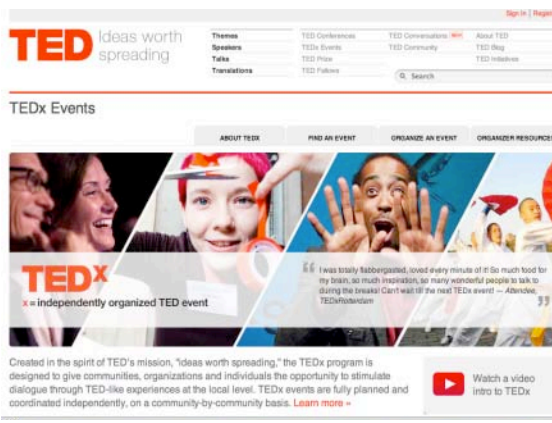 Sign In | Regist
TED Ideas worth spreading
Themes
Speakers
Talks
Translations
TED Conferences
TEDx Events
TED Prize
TED Fellows
TED Conversations NEW
TED Community
About TED
TED Blog
TED Initiatives
Search
TEDx Events
ABOUT TEDX
FIND AN EVENT
ORGANIZE AN EVENT
ORGANIZER RESOURCES
TEDx
x = independently organized TED event
“ I was totally flabbergasted, loved every minute of it! So much food for
my brain, so much inspiration, so many wonderful people to talk to
during the breaks! Can't wait till the next TEDx event! — Attendee,
TEDxRotterdam ”
Created in the spirit of TED's mission, "ideas worth spreading," the TEDx program is
designed to give communities, organizations and individuals the opportunity to stimulate
dialogue through TED-like experiences at the local level. TEDx events are fully planned and
coordinated independently, on a community-by-community basis. Learn more »
Watch a video
intro to TEDx